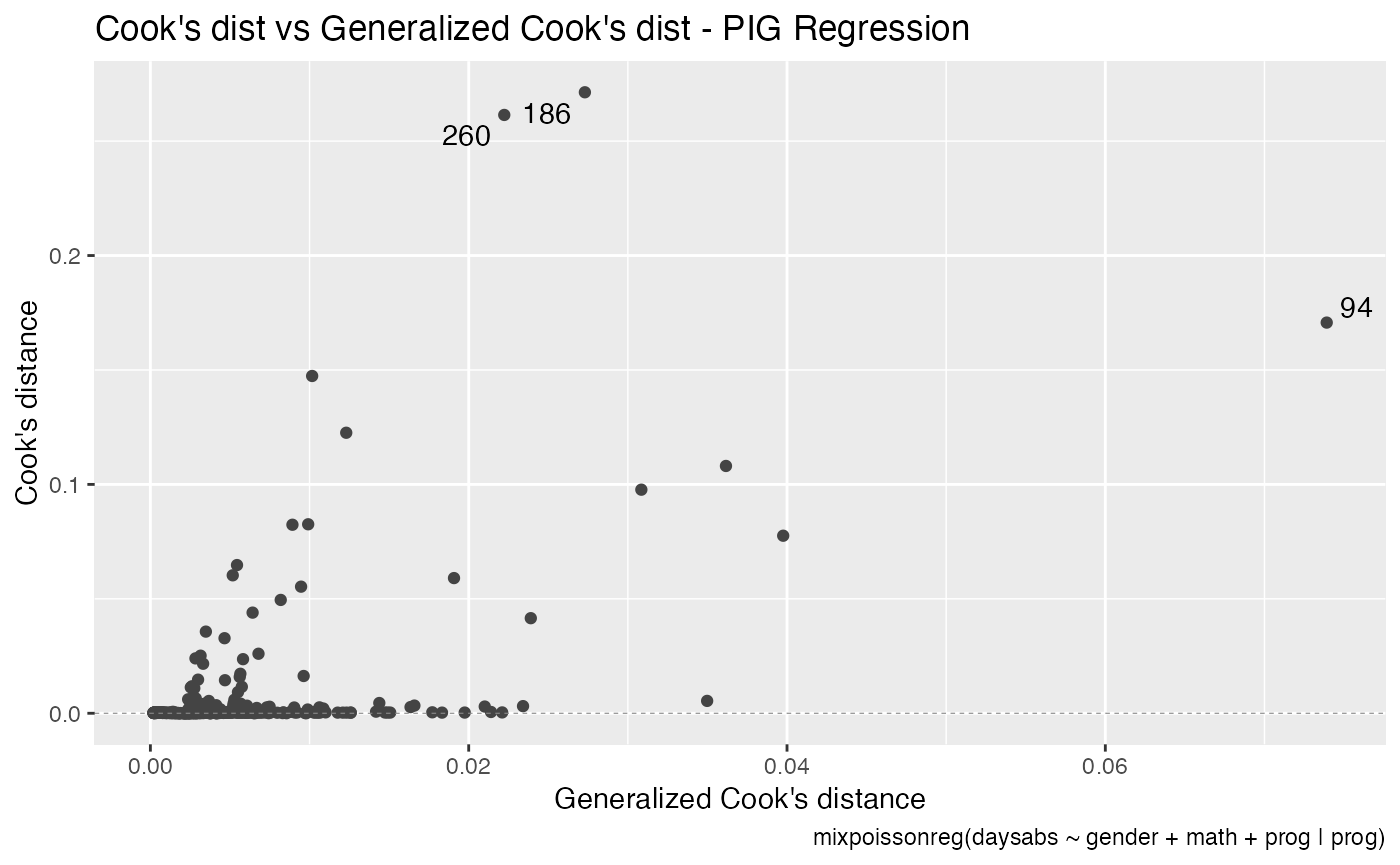 Cook's dist vs Generalized Cook's dist - PIG Regression
186
260
0.2
94
Cook's distance
0.1
0.0
0.00 0.02 0.04 0.06
Generalized Cook's distance
mixpoissonreg(daysabs ~ gender + math + prog | prog)